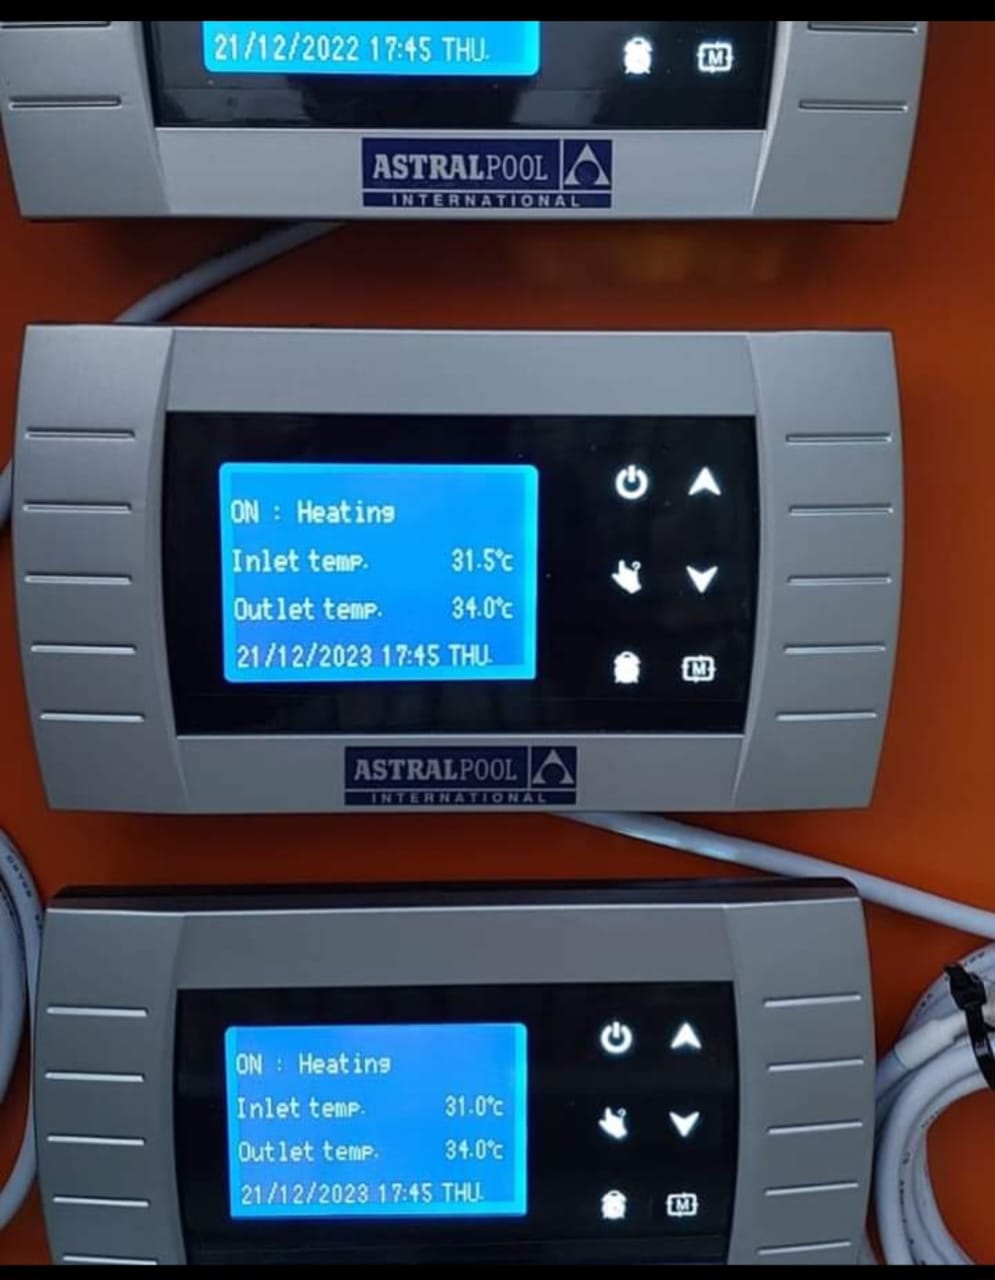 21/12/2022 17:45 THU.
M
ASTRALPOOL
INTERNATIONAL
ON : Heating
Inlet temp. 31.5°c
Outlet temp. 34.0°c
21/12/2023 17:45 THU.
M
ASTRALPOOL
INTERNATIONAL
ON : Heating
Inlet temp. 31.0°c
Outlet temp. 34.0°c
21/12/2023 17:45 THU.
M